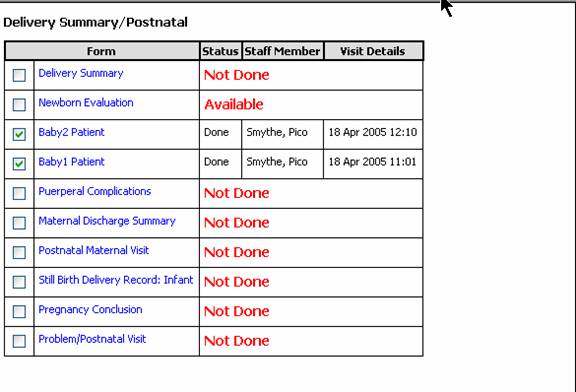 Delivery Summary/Postnatal
Form Status Staff Member Visit Details
Delivery Summary Not Done
Newborn Evaluation Available
Baby2 Patient Done Smythe, Pico 18 Apr 2005 12:10
Baby1 Patient Done Smythe, Pico 18 Apr 2005 11:01
Puerperal Complications Not Done
Maternal Discharge Summary Not Done
Postnatal Maternal Visit Not Done
Still Birth Delivery Record: Infant Not Done
Pregnancy Conclusion Not Done
Problem/Postnatal Visit Not Done